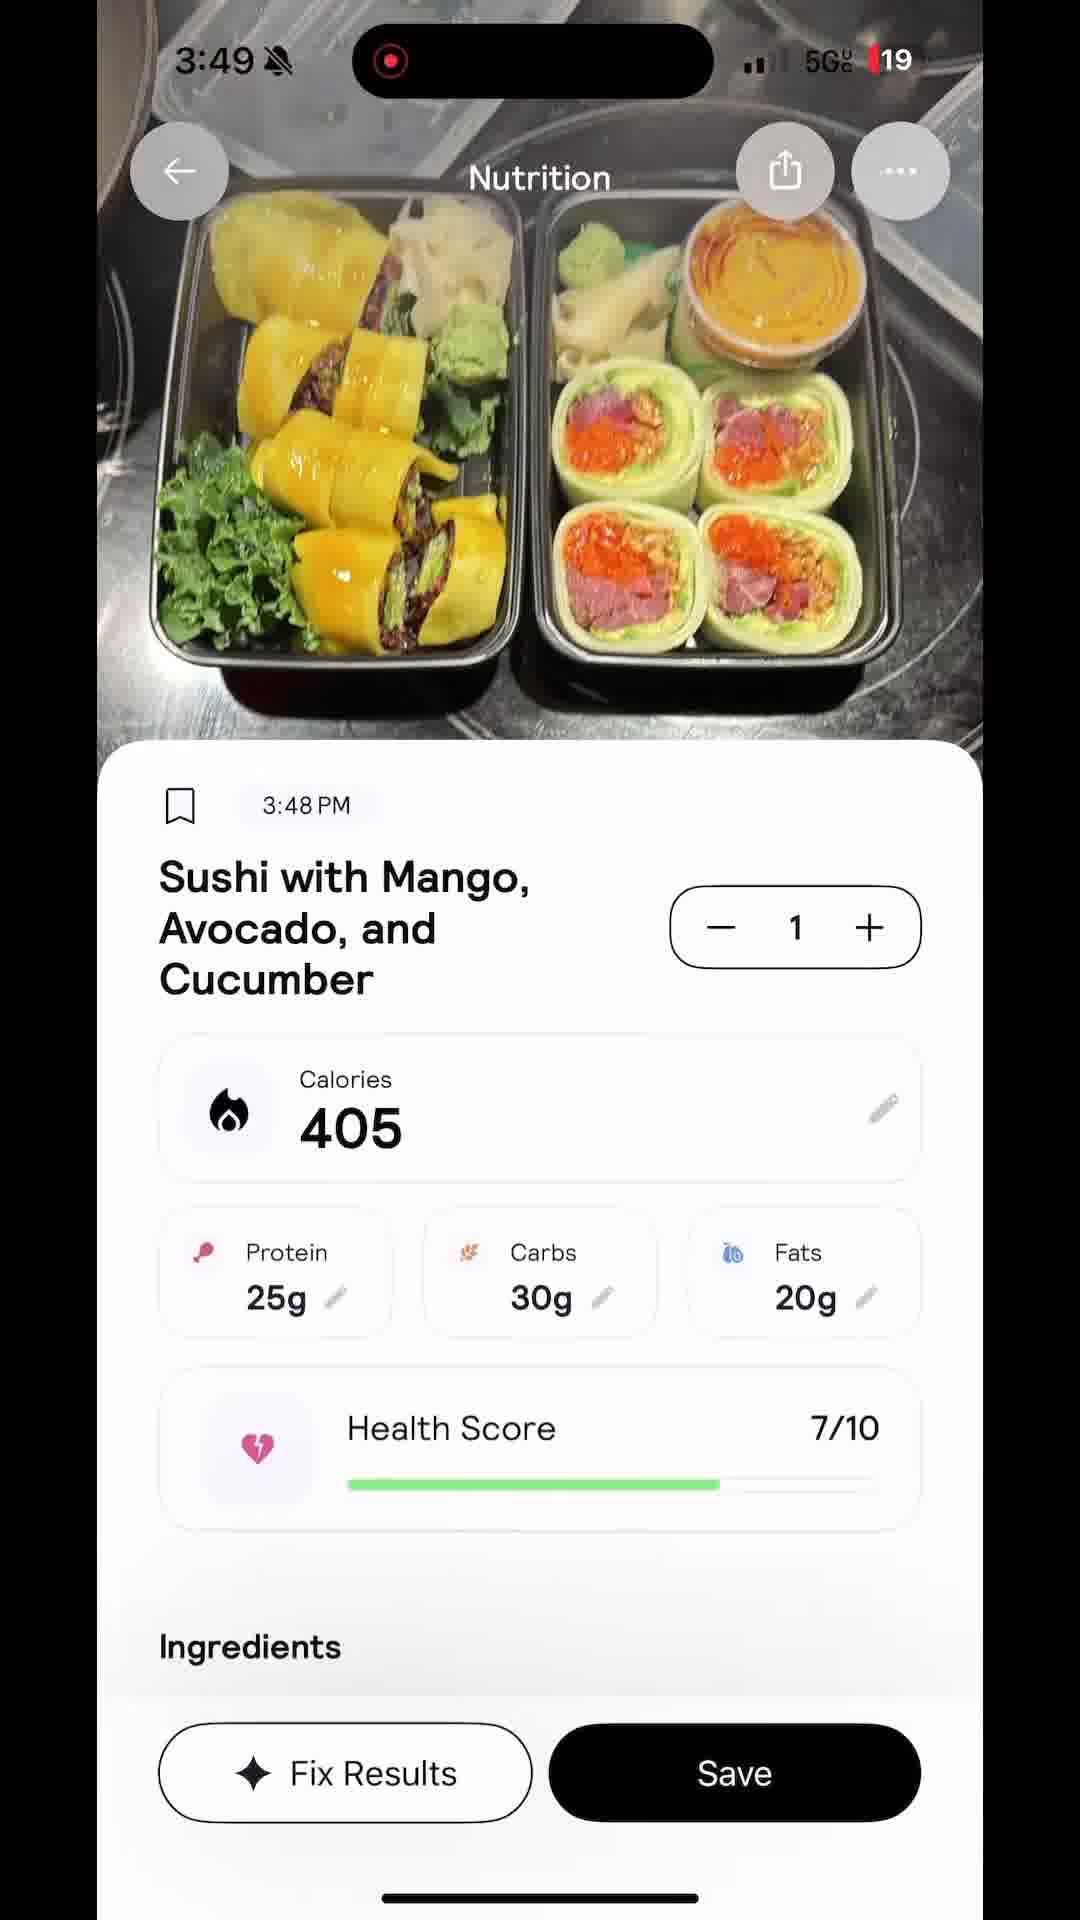 3:49
5G
19
Nutrition
3:48 PM
Sushi with Mango,
Avocado, and
Cucumber
1
Calories
405
Protein
25g
Carbs
30g
Fats
20g
Health Score
7/10
Ingredients
Fix Results
Save